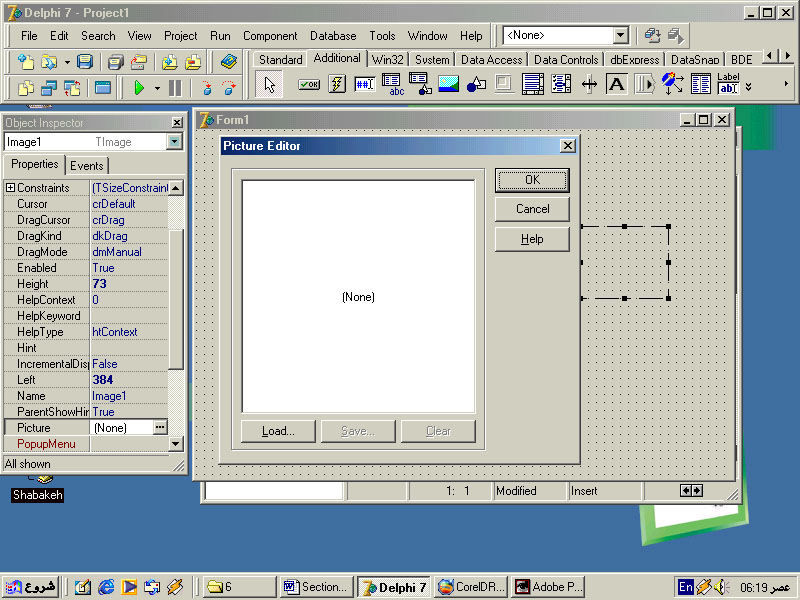 Delphi 7 - Project1
File Edit Search View Project Run Component Database Tools Window Help <None>
Standard Additional Win32 System Data Access Data Controls dbExpress DataSnap BDE
OK ##\ abc A Label abI
Object Inspector
Image1 TImage
Properties Events
Constraints (TSizeConstraint
Cursor crDefault
DragCursor crDrag
DragKind dkDrag
DragMode dmManual
Enabled True
Height 73
HelpContext 0
HelpKeyword
HelpType htContext
Hint
IncrementalDisp False
Left 384
Name Image1
ParentShowHin True
Picture (None)
PopupMenu
All shown
Form1
Picture Editor
(None)
OK
Cancel
Help
Load... Save... Clear
1: 1 Modified Insert
Shabakeh
شروع 6 Section... Delphi 7 CorelDR... Adobe P... En 06:19 عصر